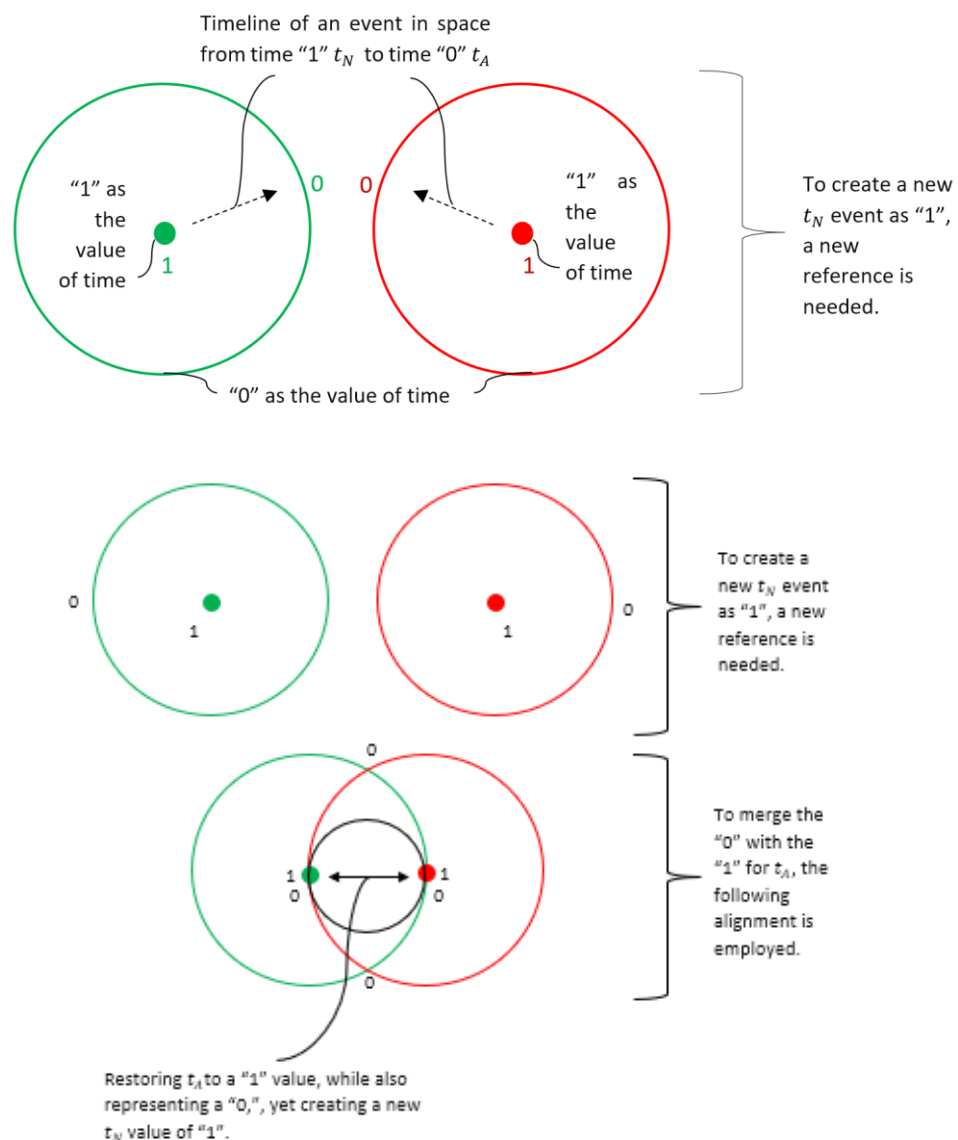 Timeline of an event in space
from time “1” t_N to time “0” t_A
“1” as
the
value
of time
1
0
0
“1” as
the
value
of time
1
To create a new
t_N event as “1”,
a new
reference is
needed.
“0” as the value of time
0
1
1
0
To create a
new t_N event
as “1”, a new
reference is
needed.
0
1
0
1
0
0
To merge the
“0” with the
“1” for t_A, the
following
alignment is
employed.
Restoring t_A to a “1” value, while also
representing a “0,”, yet creating a new
t_N value of “1”.